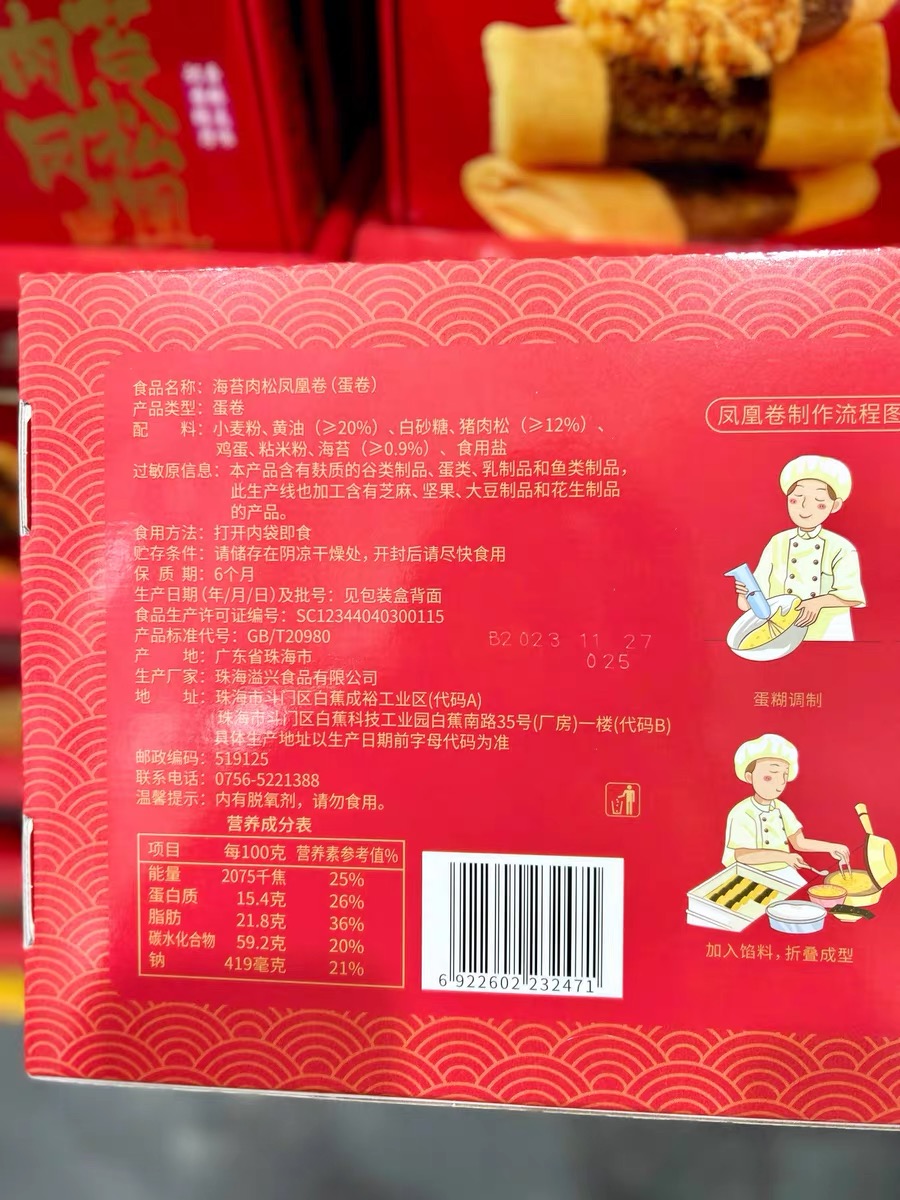 食品名称：海苔肉松凤凰卷（蛋卷）
产品类型：蛋卷
配　　料：小麦粉、黄油（≥20%）、白砂糖、猪肉松（≥12%）、
鸡蛋、粘米粉、海苔（≥0.9%）、食用盐
过敏原信息：本产品含有麸质的谷类制品、蛋类、乳制品和鱼类制品，
此生产线也加工含有芝麻、坚果、大豆制品和花生制品
的产品。
食用方法：打开内袋即食
贮存条件：请储存在阴凉干燥处，开封后请尽快食用
保 质 期：6个月
生产日期(年/月/日)及批号：见包装盒背面
食品生产许可证编号：SC12344040300115
产品标准代号：GB/T20980
产　　地：广东省珠海市
生产厂家：珠海溢兴食品有限公司
地　　址：珠海市斗门区白蕉成裕工业区(代码A)
珠海市斗门区白蕉科技工业园白蕉南路35号(厂房)一楼(代码B)
具体生产地址以生产日期前字母代码为准
邮政编码：519125
联系电话：0756-5221388
温馨提示：内有脱氧剂，请勿食用。
B2023 11 27
025
营养成分表
项目 每100克 营养素参考值%
能量 2075千焦 25%
蛋白质 15.4克 26%
脂肪 21.8克 36%
碳水化合物 59.2克 20%
钠 419毫克 21%
6 922602 232471
凤凰卷制作流程图
蛋糊调制
加入馅料，折叠成型